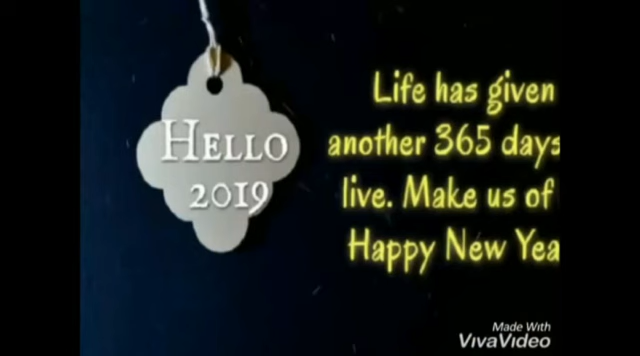 HELLO
2019
Life has given
another 365 days
live. Make us of
Happy New Yea
Made With
VivaVideo